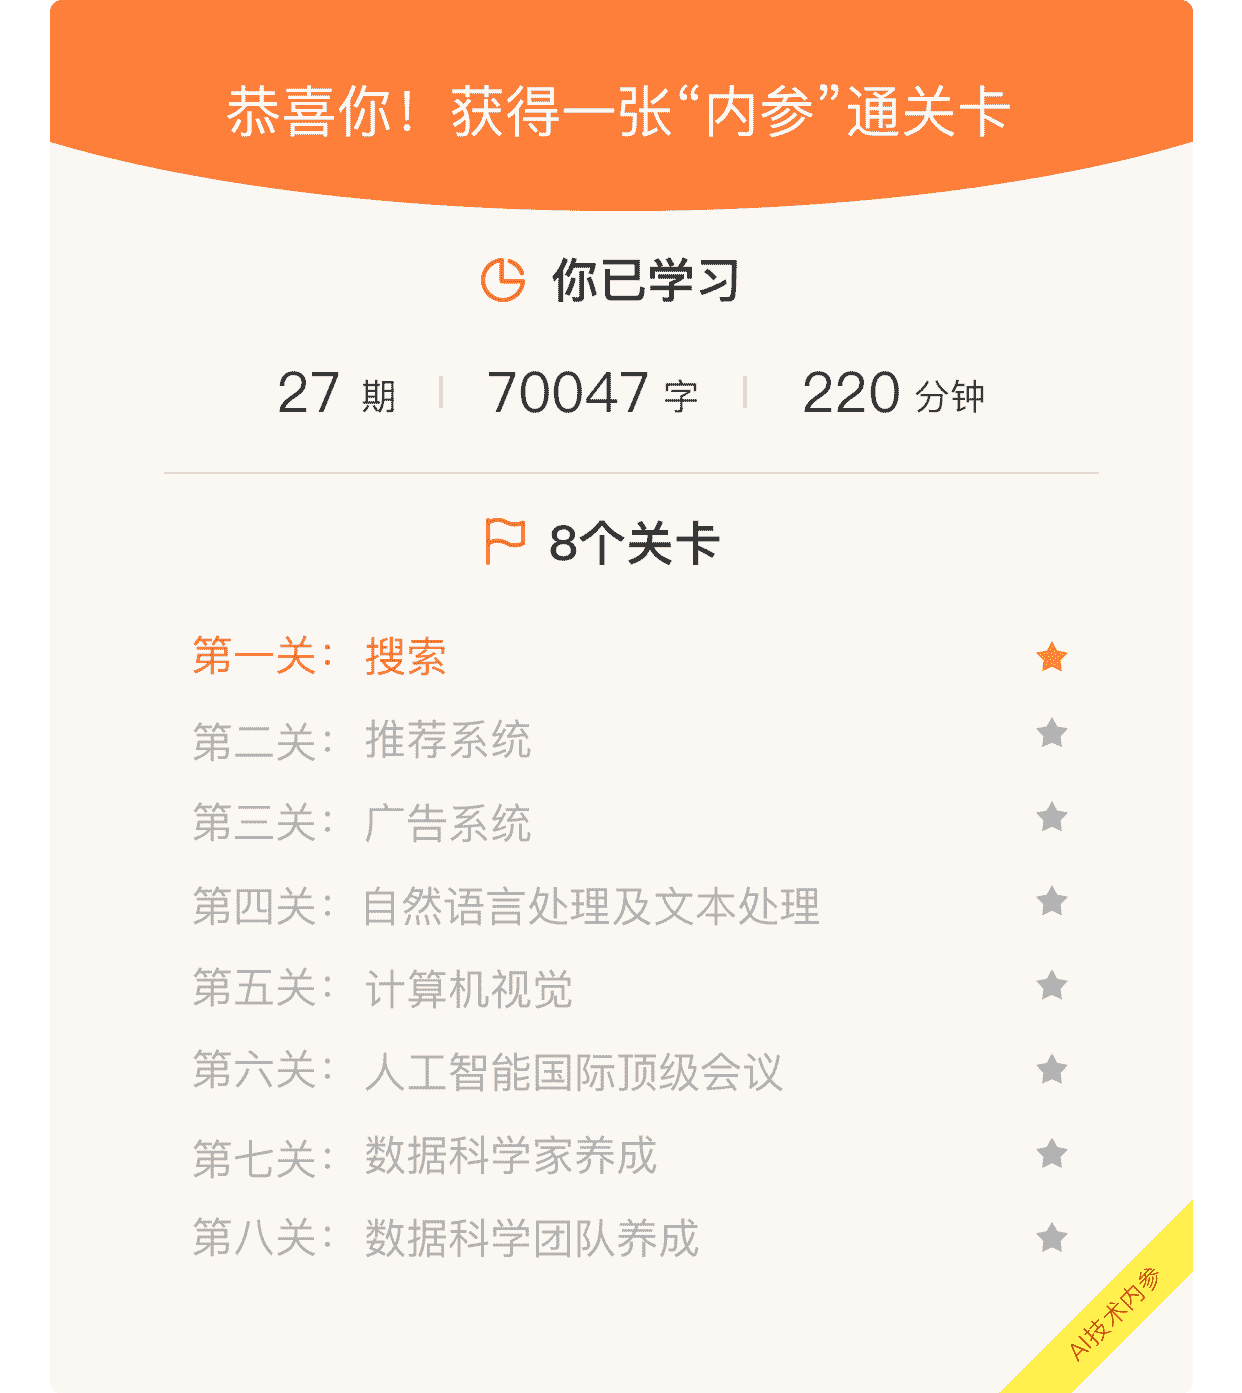 恭喜你！获得一张“内参”通关卡
你已学习
27 期 70047 字 220 分钟
8个关卡
第一关： 搜索
第二关： 推荐系统
第三关： 广告系统
第四关： 自然语言处理及文本处理
第五关： 计算机视觉
第六关： 人工智能国际顶级会议
第七关： 数据科学家养成
第八关： 数据科学团队养成
AI技术内参